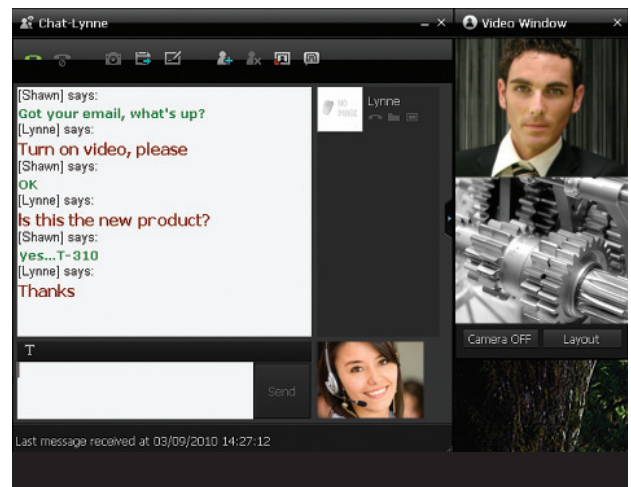 Chat-Lynne
Video Window
[Shawn] says:
Got your email, what's up?
[Lynne] says:
Turn on video, please
[Shawn] says:
OK
[Lynne] says:
Is this the new product?
[Shawn] says:
yes...T-310
[Lynne] says:
Thanks
NO IMAGE
Lynne
Camera OFF
Layout
T
Send
Last message received at 03/09/2010 14:27:12